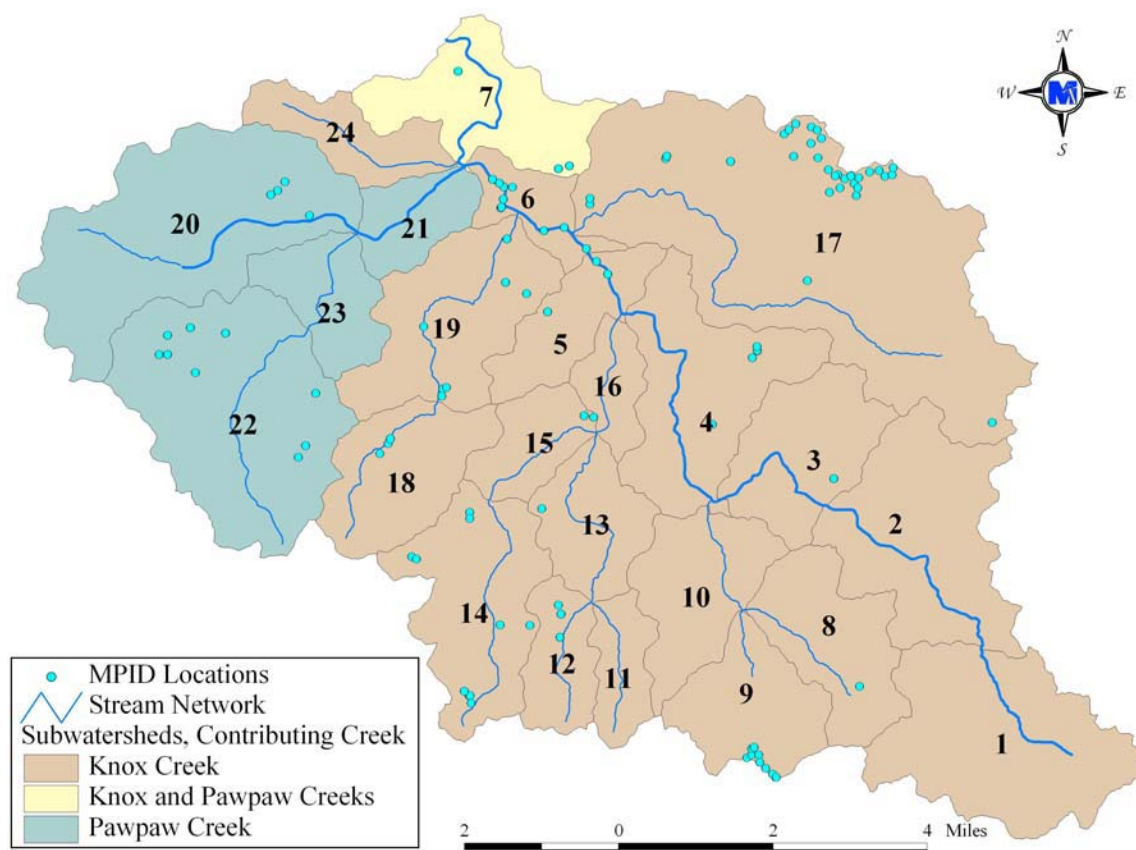 N
W
M
E
S
7
24
6
20
21
17
23
19
5
16
22
4
15
3
18
2
13
10
14
8
12
11
9
1
MPID Locations
Stream Network
Subwatersheds, Contributing Creek
Knox Creek
Knox and Pawpaw Creeks
Pawpaw Creek
2 0 2 4 Miles